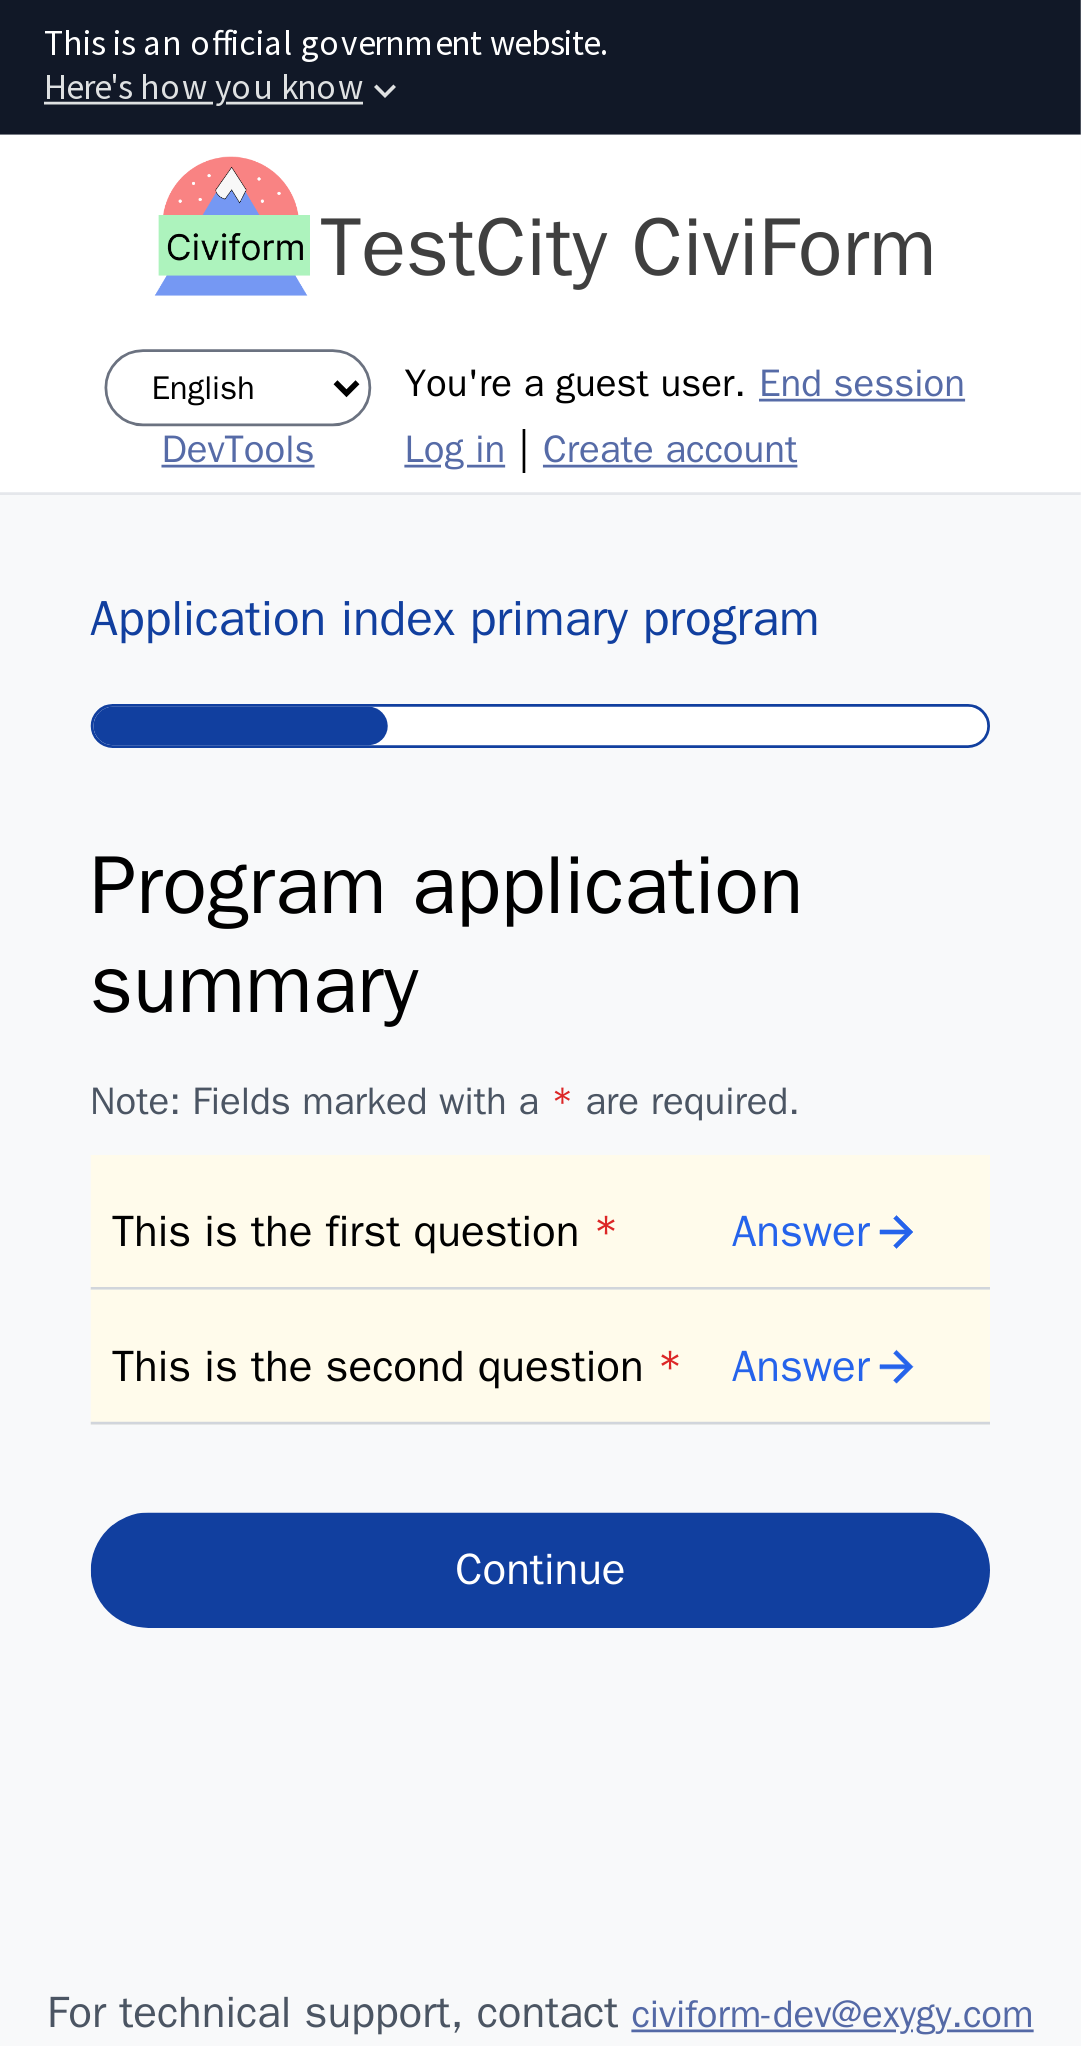 This is an official government website.
Here's how you know
Civiform
TestCity CiviForm
English
You're a guest user. End session
DevTools
Log in | Create account
Application index primary program
Program application
summary
Note: Fields marked with a * are required.
This is the first question * Answer→
This is the second question * Answer→
Continue
For technical support, contact civiform-dev@exygy.com